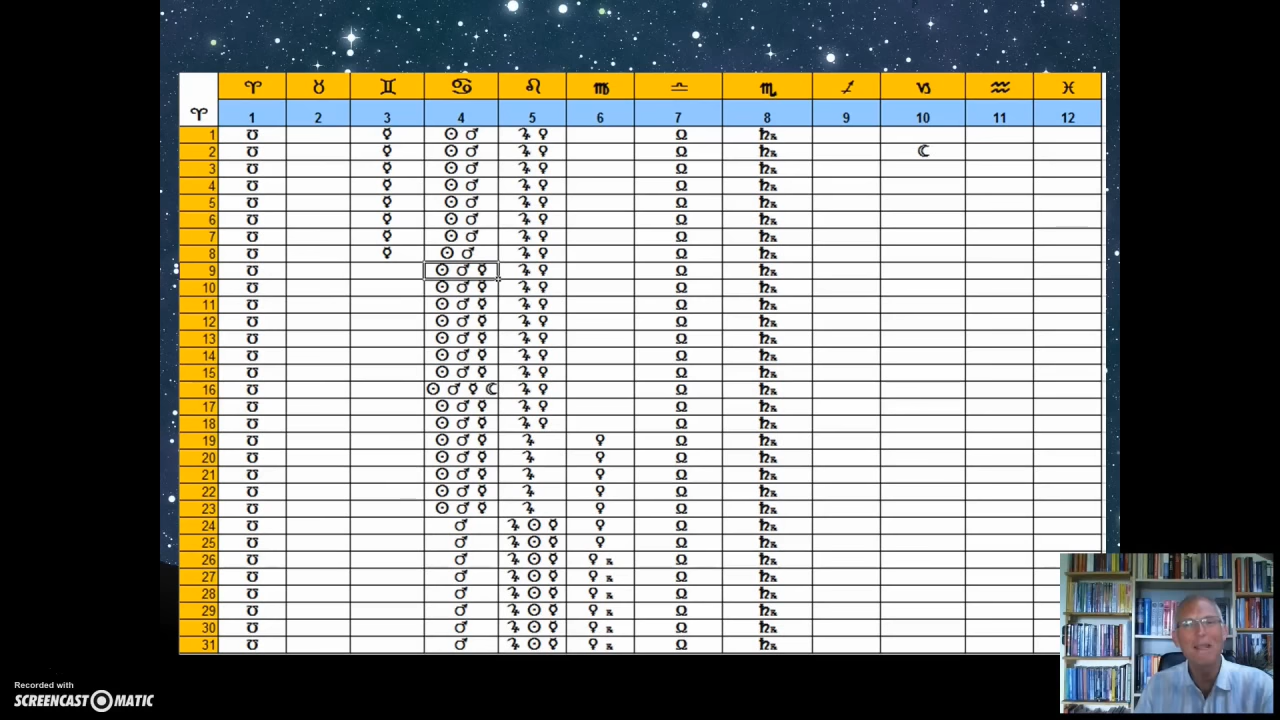 ♈ ♉ ♊ ♋ ♌ ♍ ♎ ♏ ♐ ♑ ♒ ♓
♈ 1 2 3 4 5 6 7 8 9 10 11 12
1 ☋ ☿ ☉ ♂ ♃ ♀ ☊ ♄℞
2 ☋ ☿ ☉ ♂ ♃ ♀ ☊ ♄℞ ☾
3 ☋ ☿ ☉ ♂ ♃ ♀ ☊ ♄℞
4 ☋ ☿ ☉ ♂ ♃ ♀ ☊ ♄℞
5 ☋ ☿ ☉ ♂ ♃ ♀ ☊ ♄℞
6 ☋ ☿ ☉ ♂ ♃ ♀ ☊ ♄℞
7 ☋ ☿ ☉ ♂ ♃ ♀ ☊ ♄℞
8 ☋ ☿ ☉ ♂ ♃ ♀ ☊ ♄℞
9 ☋ ☉ ♂ ☿ ♃ ♀ ☊ ♄℞
10 ☋ ☉ ♂ ☿ ♃ ♀ ☊ ♄℞
11 ☋ ☉ ♂ ☿ ♃ ♀ ☊ ♄℞
12 ☋ ☉ ♂ ☿ ♃ ♀ ☊ ♄℞
13 ☋ ☉ ♂ ☿ ♃ ♀ ☊ ♄℞
14 ☋ ☉ ♂ ☿ ♃ ♀ ☊ ♄℞
15 ☋ ☉ ♂ ☿ ♃ ♀ ☊ ♄℞
16 ☋ ☉ ♂ ☿ ☾ ♃ ♀ ☊ ♄℞
17 ☋ ☉ ♂ ☿ ♃ ♀ ☊ ♄℞
18 ☋ ☉ ♂ ☿ ♃ ♀ ☊ ♄℞
19 ☋ ☉ ♂ ☿ ♃ ♀ ☊ ♄℞
20 ☋ ☉ ♂ ☿ ♃ ♀ ☊ ♄℞
21 ☋ ☉ ♂ ☿ ♃ ♀ ☊ ♄℞
22 ☋ ☉ ♂ ☿ ♃ ♀ ☊ ♄℞
23 ☋ ☉ ♂ ☿ ♃ ♀ ☊ ♄℞
24 ☋ ♂ ♃ ☉ ☿ ♀ ☊ ♄℞
25 ☋ ♂ ♃ ☉ ☿ ♀ ☊ ♄℞
26 ☋ ♂ ♃ ☉ ☿ ♀ ℞ ☊ ♄℞
27 ☋ ♂ ♃ ☉ ☿ ♀ ℞ ☊ ♄℞
28 ☋ ♂ ♃ ☉ ☿ ♀ ℞ ☊ ♄℞
29 ☋ ♂ ♃ ☉ ☿ ♀ ℞ ☊ ♄℞
30 ☋ ♂ ♃ ☉ ☿ ♀ ℞ ☊ ♄℞
31 ☋ ♂ ♃ ☉ ☿ ♀ ℞ ☊ ♄℞
Recorded with
SCREENCAST MATIC